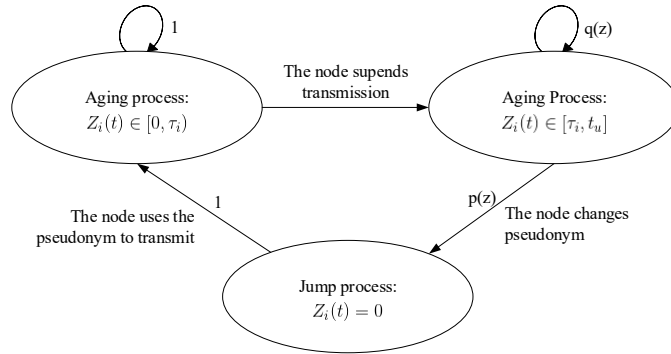 1
q(z)
Aging process:
Z_i(t) ∈ [0, τ_i)
The node supends
transmission
Aging Process:
Z_i(t) ∈ [τ_i, t_u]
The node uses the
pseudonym to transmit
1
p(z)
The node changes
pseudonym
Jump process:
Z_i(t) = 0